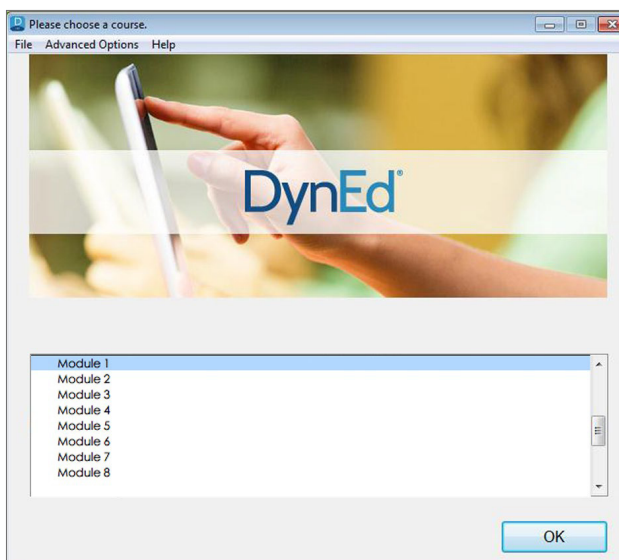 Please choose a course.
File Advanced Options Help
DynEd®
Module 1
Module 2
Module 3
Module 4
Module 5
Module 6
Module 7
Module 8
OK